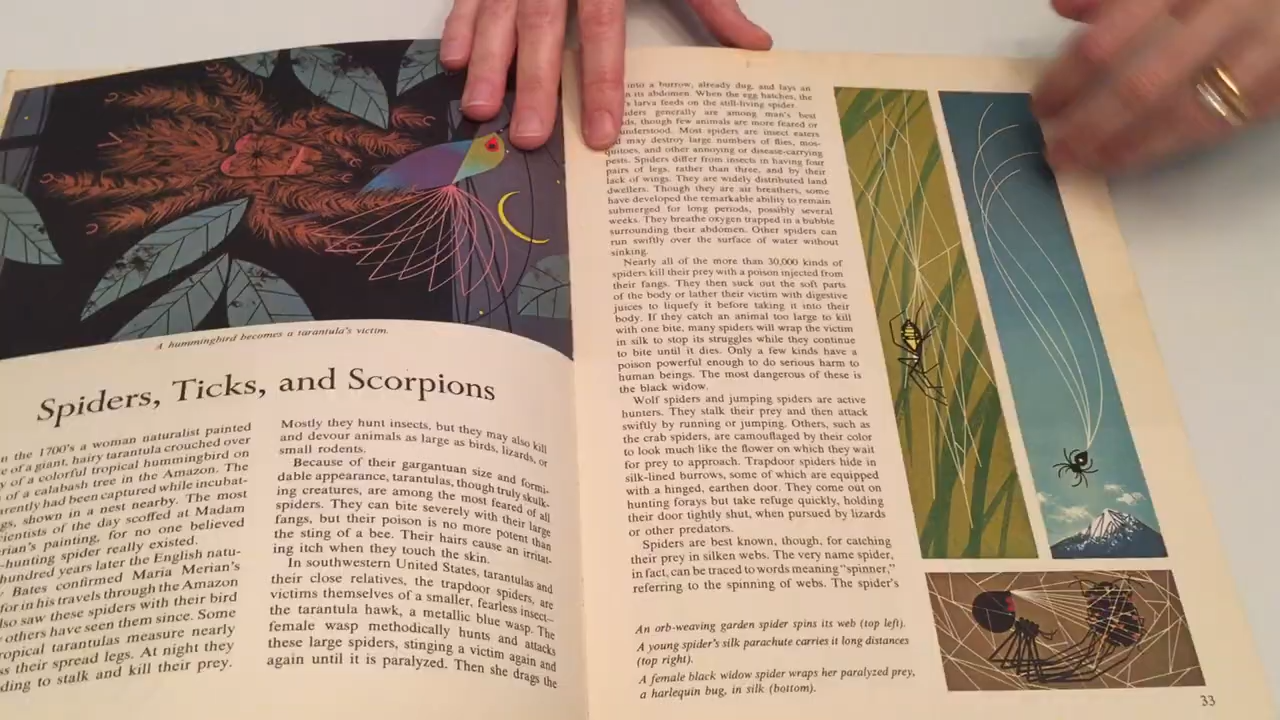 A hummingbird becomes a tarantula's victim.
Spiders, Ticks, and Scorpions
n the 1700's a woman naturalist painted
e of a giant, hairy tarantula crouched over
y of a colorful tropical hummingbird on
of a calabash tree in the Amazon. The
rently had been captured while incubat-
gs, shown in a nest nearby. The most
ientists of the day scoffed at Madam
rian's painting, for no one believed
-hunting spider really existed.
hundred years later the English natu-
Bates confirmed Maria Merian's
for in his travels through the Amazon
lso saw these spiders with their bird
others have seen them since. Some
ropical tarantulas measure nearly
ss their spread legs. At night they
ding to stalk and kill their prey.
Mostly they hunt insects, but they may also kill
and devour animals as large as birds, lizards, or
small rodents.
Because of their gargantuan size and formi-
dable appearance, tarantulas, though truly skulk-
ing creatures, are among the most feared of all
spiders. They can bite severely with their large
fangs, but their poison is no more potent than
the sting of a bee. Their hairs cause an irritat-
ing itch when they touch the skin.
In southwestern United States, tarantulas and
their close relatives, the trapdoor spiders, are
victims themselves of a smaller, fearless insect—
the tarantula hawk, a metallic blue wasp. The
female wasp methodically hunts and attacks
these large spiders, stinging a victim again and
again until it is paralyzed. Then she drags the
into a burrow, already dug, and lays an
n its abdomen. When the egg hatches, the
's larva feeds on the still-living spider.
iders generally are among man's best
ds, though few animals are more feared or
understood. Most spiders are insect eaters
d may destroy large numbers of flies, mos-
quitoes, and other annoying or disease-carrying
pests. Spiders differ from insects in having four
pairs of legs, rather than three, and by their
lack of wings. They are widely distributed land
dwellers. Though they are air breathers, some
have developed the remarkable ability to remain
submerged for long periods, possibly several
weeks. They breathe oxygen trapped in a bubble
surrounding their abdomen. Other spiders can
run swiftly over the surface of water without
sinking.
Nearly all of the more than 30,000 kinds of
spiders kill their prey with a poison injected from
their fangs. They then suck out the soft parts
of the body or lather their victim with digestive
juices to liquefy it before taking it into their
body. If they catch an animal too large to kill
with one bite, many spiders will wrap the victim
in silk to stop its struggles while they continue
to bite until it dies. Only a few kinds have a
poison powerful enough to do serious harm to
human beings. The most dangerous of these is
the black widow.
Wolf spiders and jumping spiders are active
hunters. They stalk their prey and then attack
swiftly by running or jumping. Others, such as
the crab spiders, are camouflaged by their color
to look much like the flower on which they wait
for prey to approach. Trapdoor spiders hide in
silk-lined burrows, some of which are equipped
with a hinged, earthen door. They come out on
hunting forays but take refuge quickly, holding
their door tightly shut, when pursued by lizards
or other predators.
Spiders are best known, though, for catching
their prey in silken webs. The very name spider,
in fact, can be traced to words meaning "spinner,"
referring to the spinning of webs. The spider's
An orb-weaving garden spider spins its web (top left).
A young spider's silk parachute carries it long distances
(top right).
A female black widow spider wraps her paralyzed prey,
a harlequin bug, in silk (bottom).
33